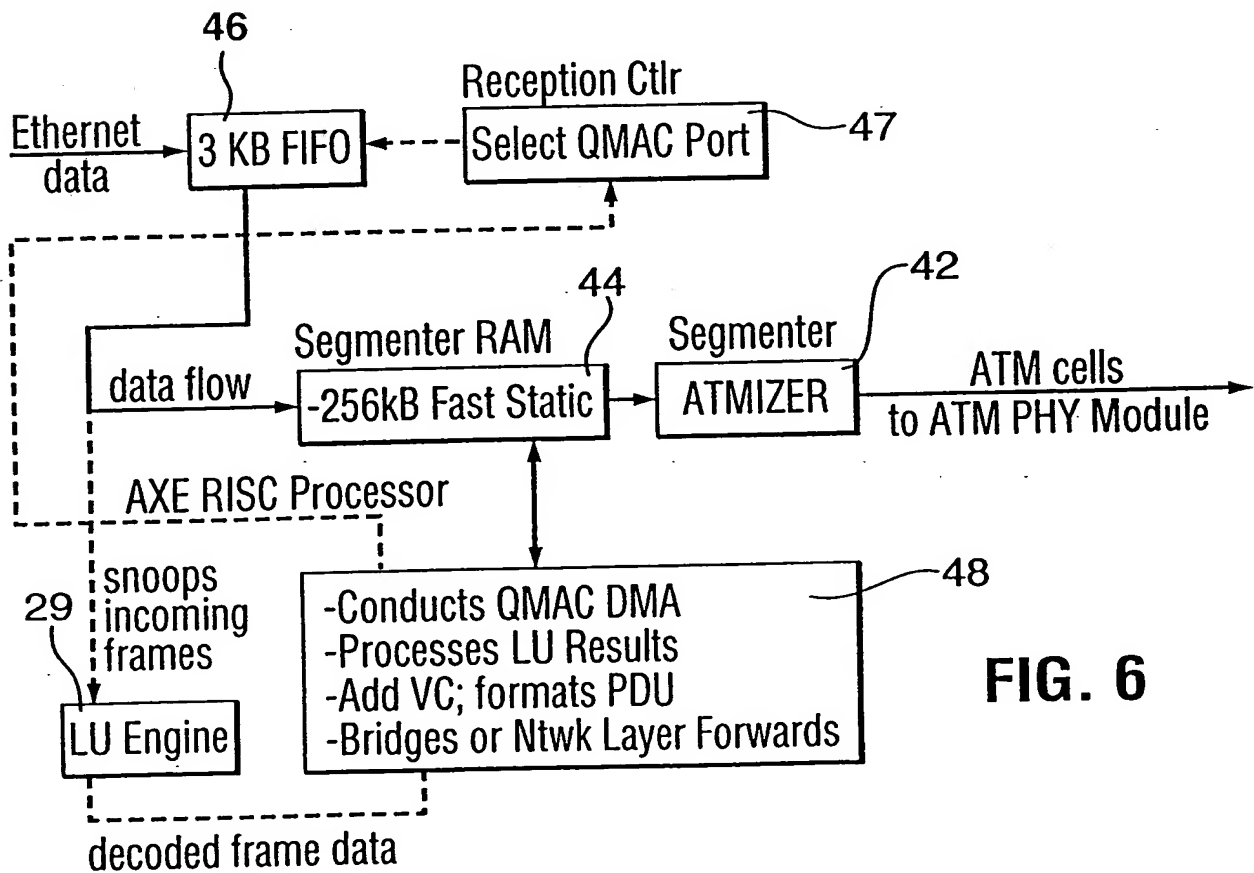 46
Reception Ctlr
Ethernet
data
3 KB FIFO
Select QMAC Port
47
44
42
Segmenter RAM
Segmenter
data flow
-256kB Fast Static
ATMIZER
ATM cells
to ATM PHY Module
AXE RISC Processor
snoops
incoming
frames
29
LU Engine
-Conducts QMAC DMA
-Processes LU Results
-Add VC; formats PDU
-Bridges or Ntwk Layer Forwards
48
FIG. 6
decoded frame data